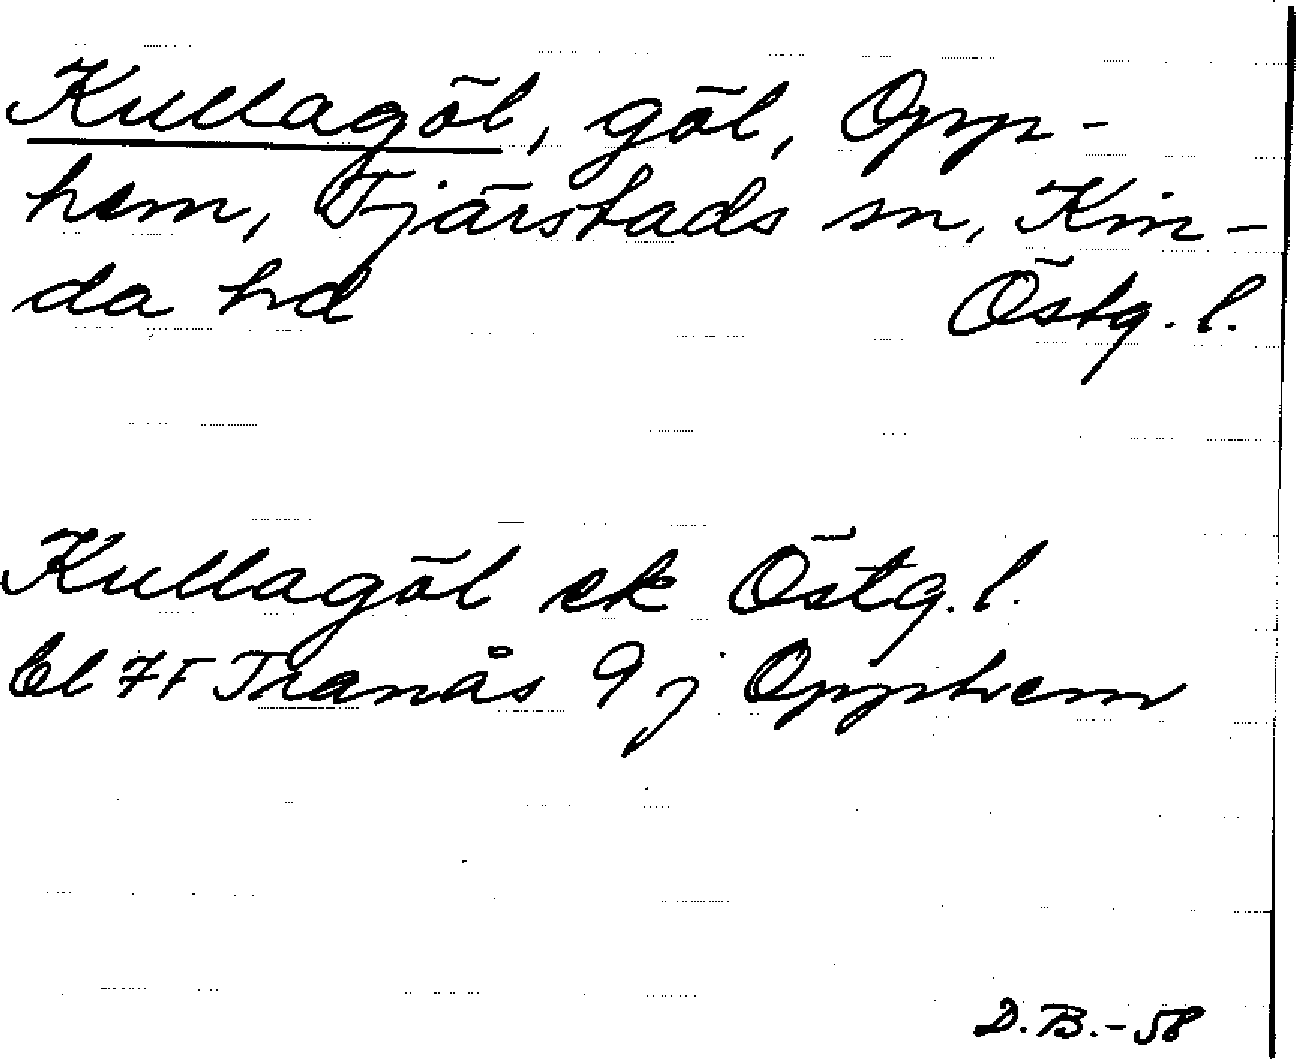 Kullagöl, göl, Opp-
hem, Tjärstads sn, Kin-
da hd Östg. l.
Kullagöl ek Östg. l.
bl 7F Tranås 9 j Opphem
D.B.-58